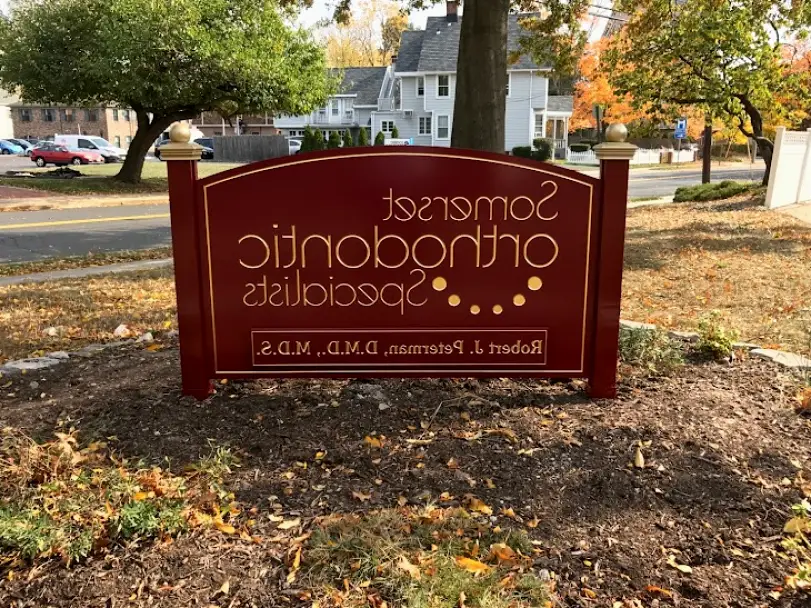 Somerset
orthodontic
Specialists
Robert J. Peterman, D.M.D., M.D.S.